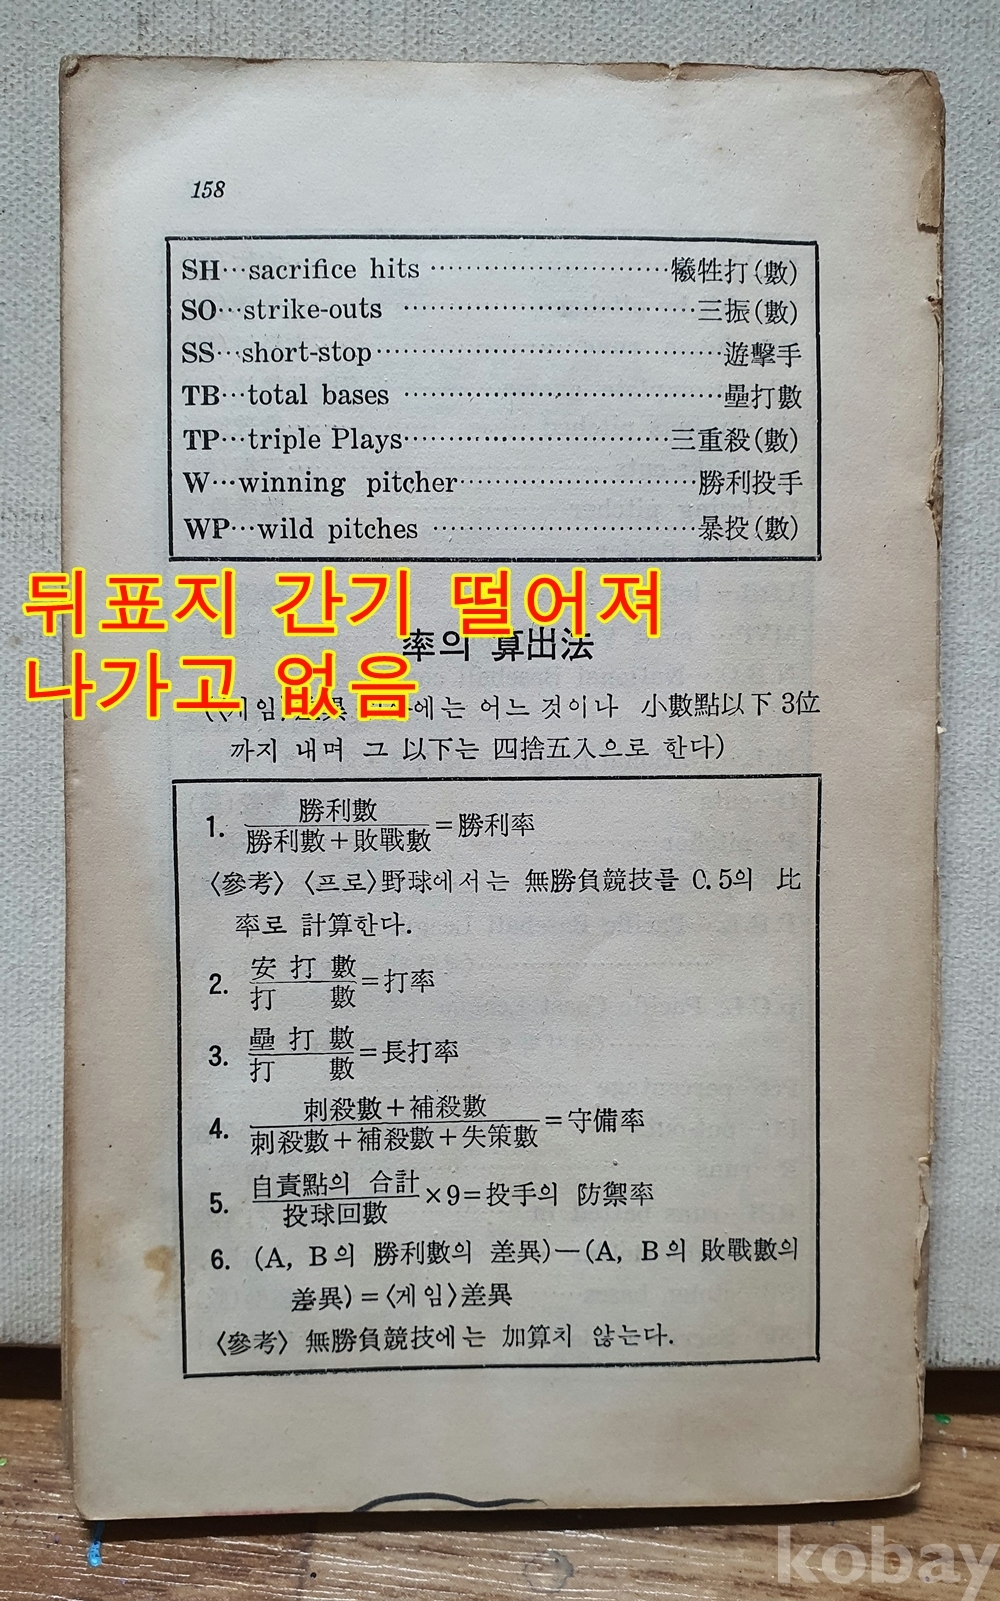 158
SH…sacrifice hits ………………………犧牲打(數)
SO…strike-outs ………………………三振(數)
SS…short-stop………………………遊擊手
TB…total bases ………………………壘打數
TP…triple Plays………………………三重殺(數)
W…winning pitcher………………………勝利投手
WP…wild pitches ………………………暴投(數)
뒤표지 간기 떨어져
나가고 없음
率의 算出法
에는 어느 것이나 小數點以下 3位
까지 내며 그 以下는 四捨五入으로 한다)
1. 勝利數
勝利數+敗戰數 =勝利率
〈參考〉〈프로〉野球에서는 無勝負競技를 0.5의 比
率로 計算한다.
2. 安打數
打數 =打率
3. 壘打數
打數 =長打率
4. 刺殺數+補殺數
刺殺數+補殺數+失策數 =守備率
5. 自責點의 合計
投球回數 ×9=投手의 防禦率
6. (A, B의 勝利數의 差異)—(A, B의 敗戰數의
差異)=〈게임〉差異
〈參考〉 無勝負競技에는 加算치 않는다.
kobay